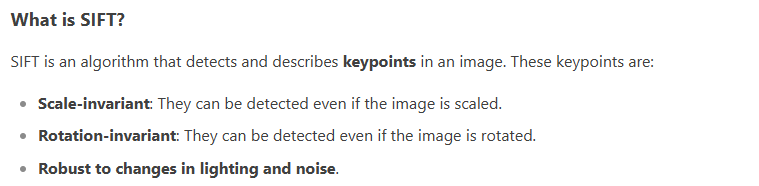 What is SIFT?
SIFT is an algorithm that detects and describes keypoints in an image. These keypoints are:
Scale-invariant: They can be detected even if the image is scaled.
Rotation-invariant: They can be detected even if the image is rotated.
Robust to changes in lighting and noise.